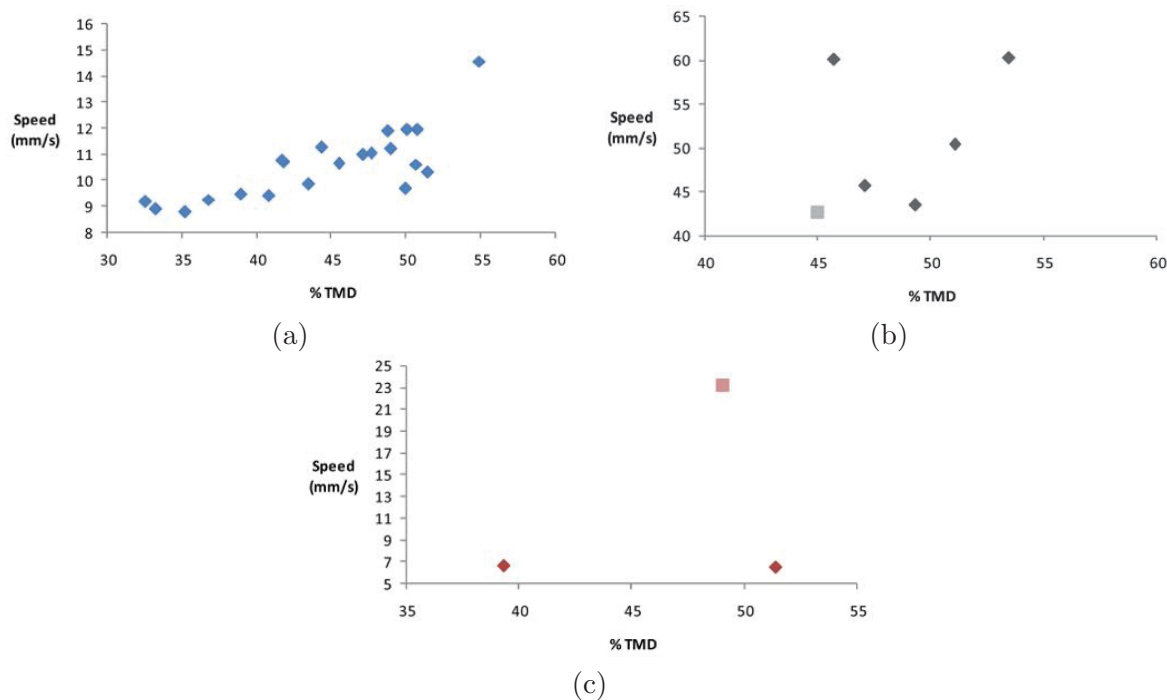 16
15
14
13
12
11
10
9
8
Speed
(mm/s)
30 35 40 45 50 55 60
% TMD
(a)
65
60
55
50
45
40
Speed
(mm/s)
40 45 50 55 60
% TMD
(b)
25
23
21
19
17
15
13
11
9
7
5
Speed
(mm/s)
35 40 45 50 55
% TMD
(c)